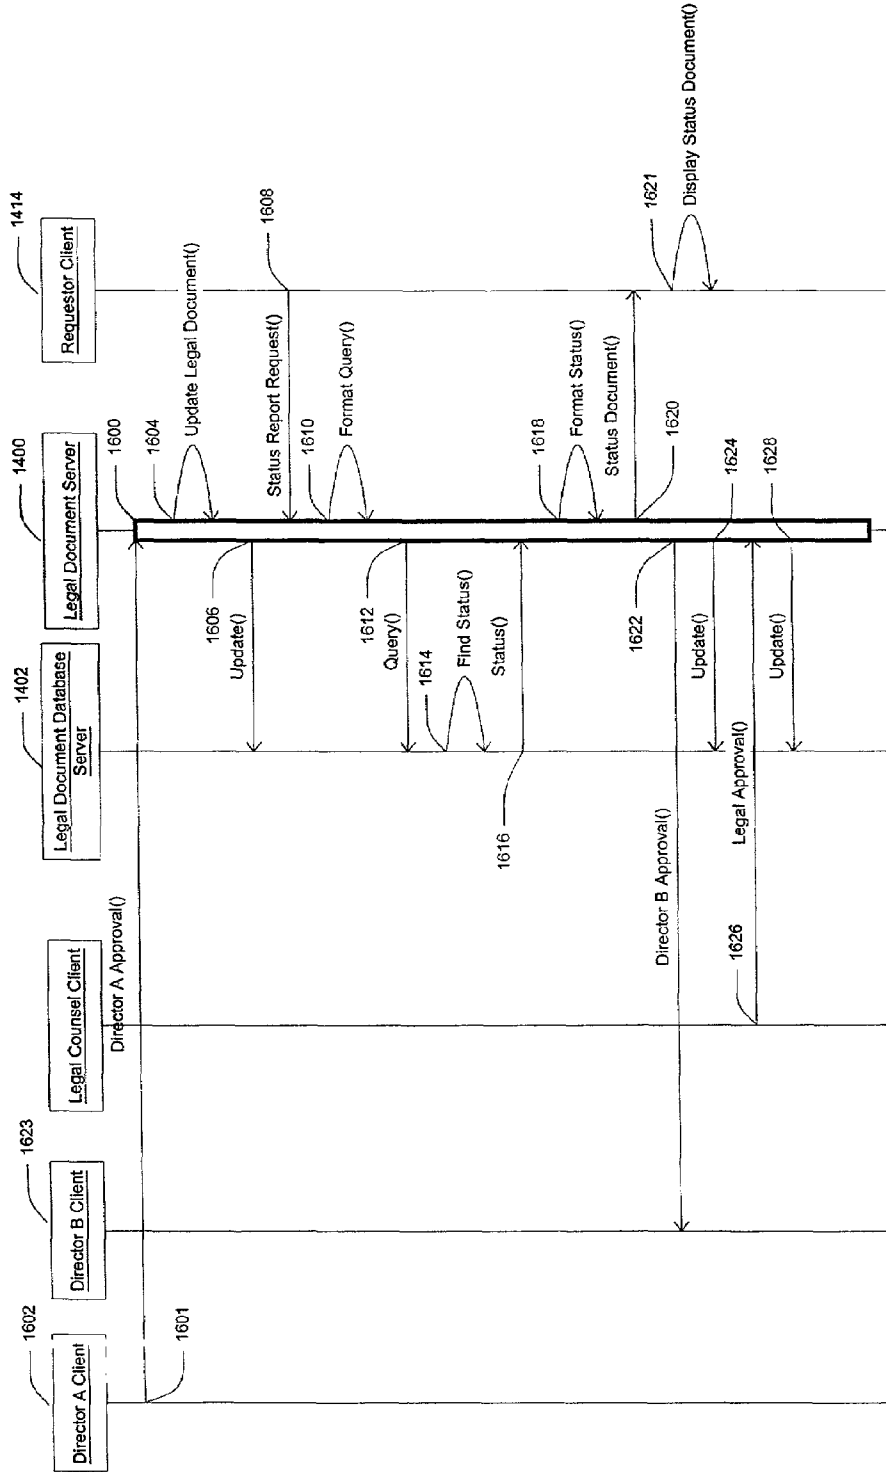 1602
Director A Client
1623
Director B Client
Legal Counsel Client
1402
Legal Document Database
Server
1400
Legal Document Server
1414
Requestor Client
1601
Director A Approval()
1600
1604
Update Legal Document()
1606
Update()
Status Report Request()
1608
1610
Format Query()
1612
Query()
1614
Find Status()
1616
Status()
1618
Format Status()
Status Document()
1620
1621
Display Status Document()
Director B Approval()
1622
Update()
1624
1626
Legal Approval()
Update()
1628